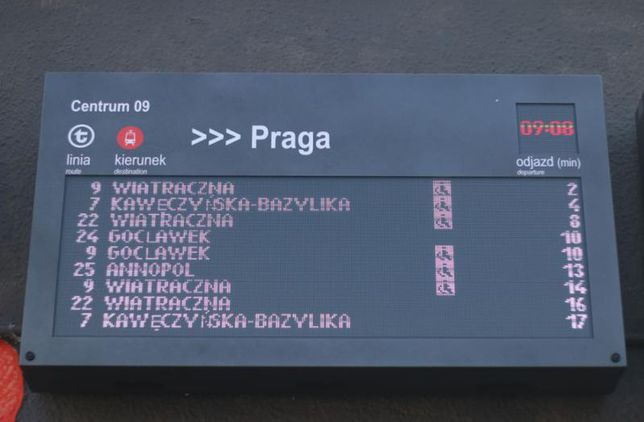 Centrum 09
t
linia kierunek >>> Praga odjazd (min)
route destination departure
09:08
9 WIATRACZNA 2
7 KAWĘCZYŃSKA-BAZYLIKA 4
22 WIATRACZNA 8
24 GOCŁAWEK 10
9 GOCŁAWEK 10
25 ANNOPOL 13
9 WIATRACZNA 14
22 WIATRACZNA 16
7 KAWĘCZYŃSKA-BAZYLIKA 17